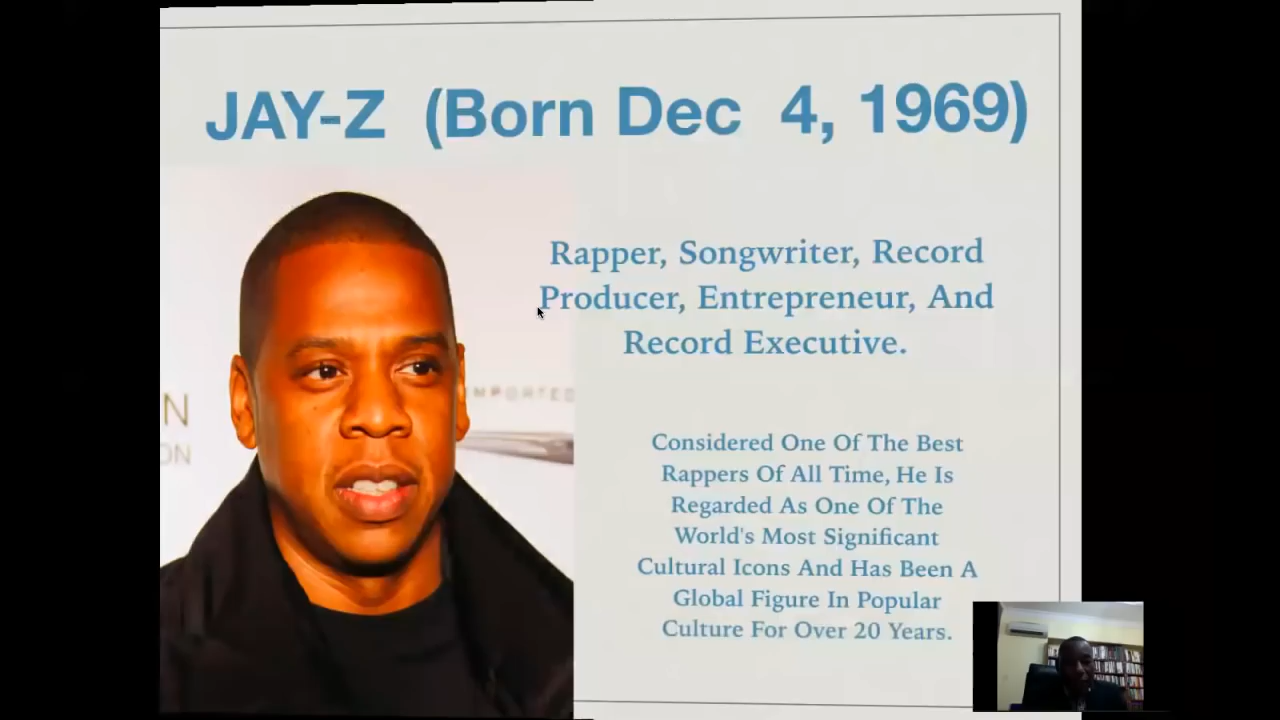 JAY-Z (Born Dec 4, 1969)
Rapper, Songwriter, Record
Producer, Entrepreneur, And
Record Executive.
N
ON
IMPORTED
Considered One Of The Best
Rappers Of All Time, He Is
Regarded As One Of The
World's Most Significant
Cultural Icons And Has Been A
Global Figure In Popular
Culture For Over 20 Years.